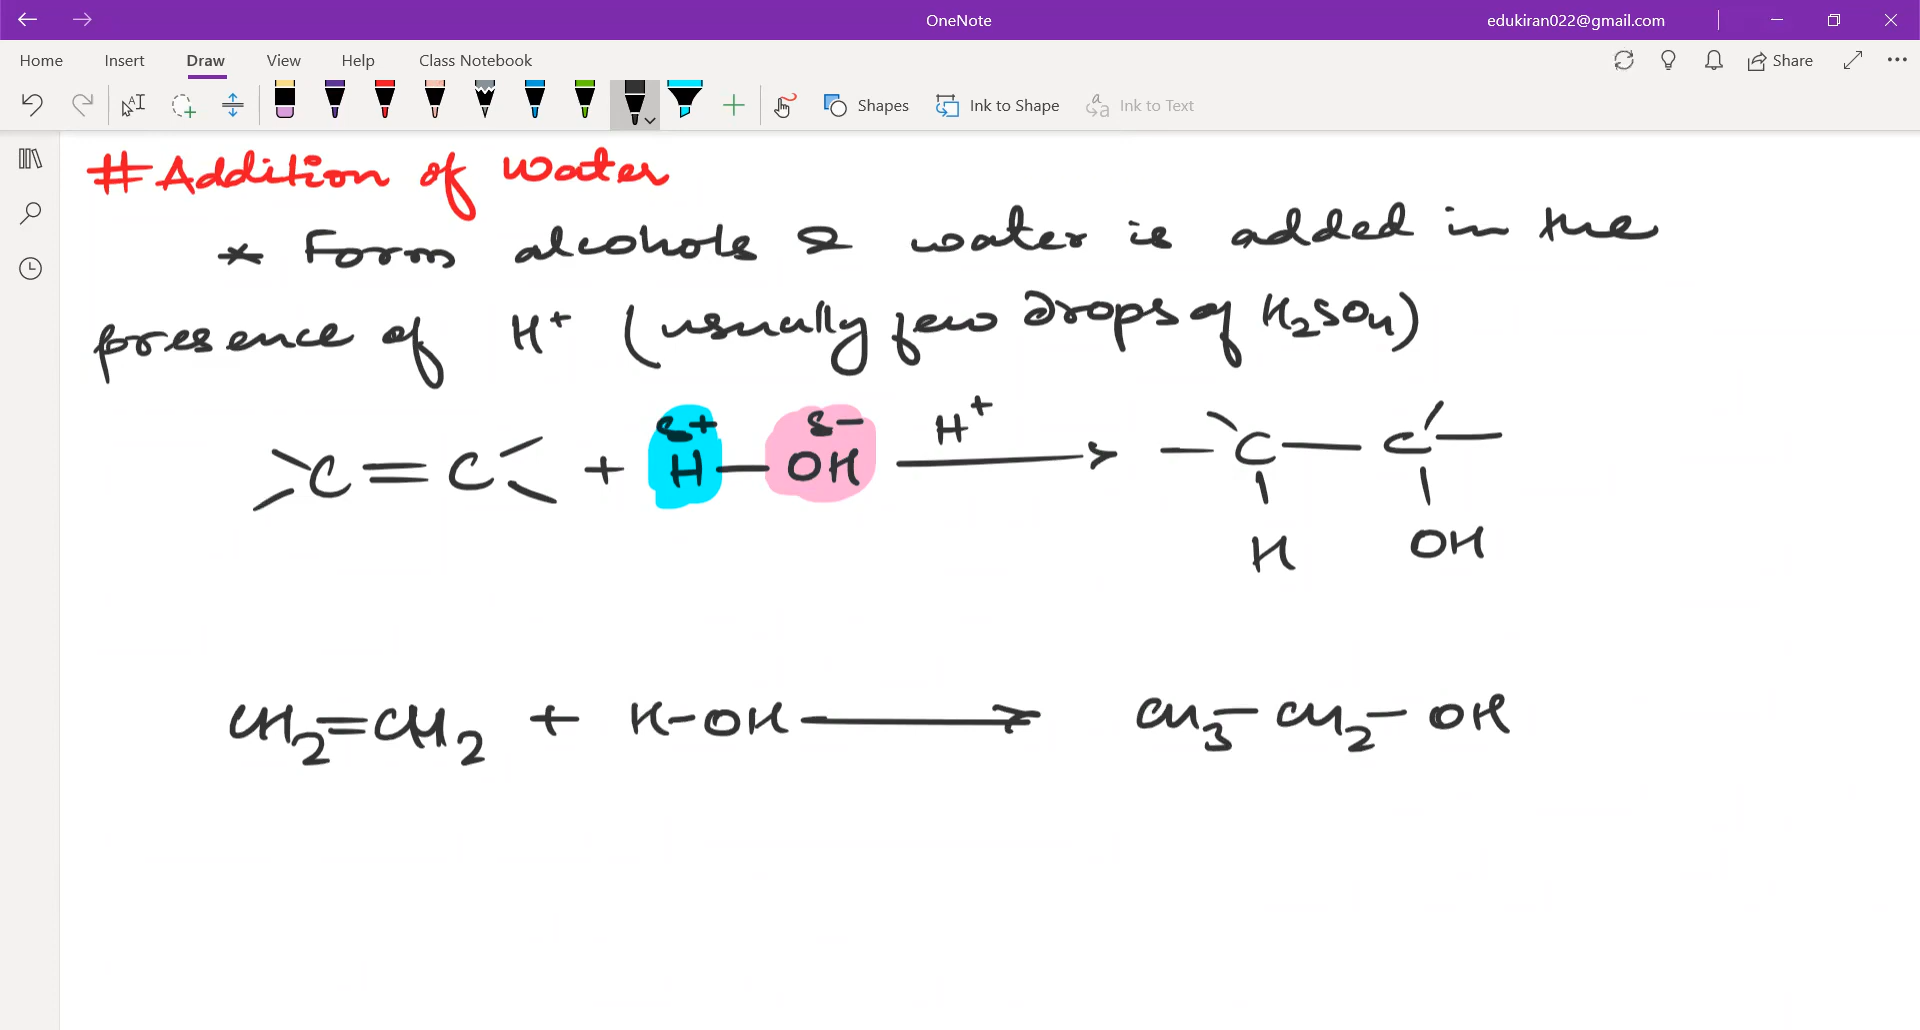 OneNote
edukiran022@gmail.com
Home Insert Draw View Help Class Notebook
Share
Shapes Ink to Shape Ink to Text
# Addition of water
* Form alcohols & water is added in the
presence of H⁺ (usually few drops of H₂SO₄)
>C=C< + H—OH H⁺→ —C—C—
δ+ δ−
H OH
CH₂=CH₂ + H-OH → CH₃-CH₂-OH